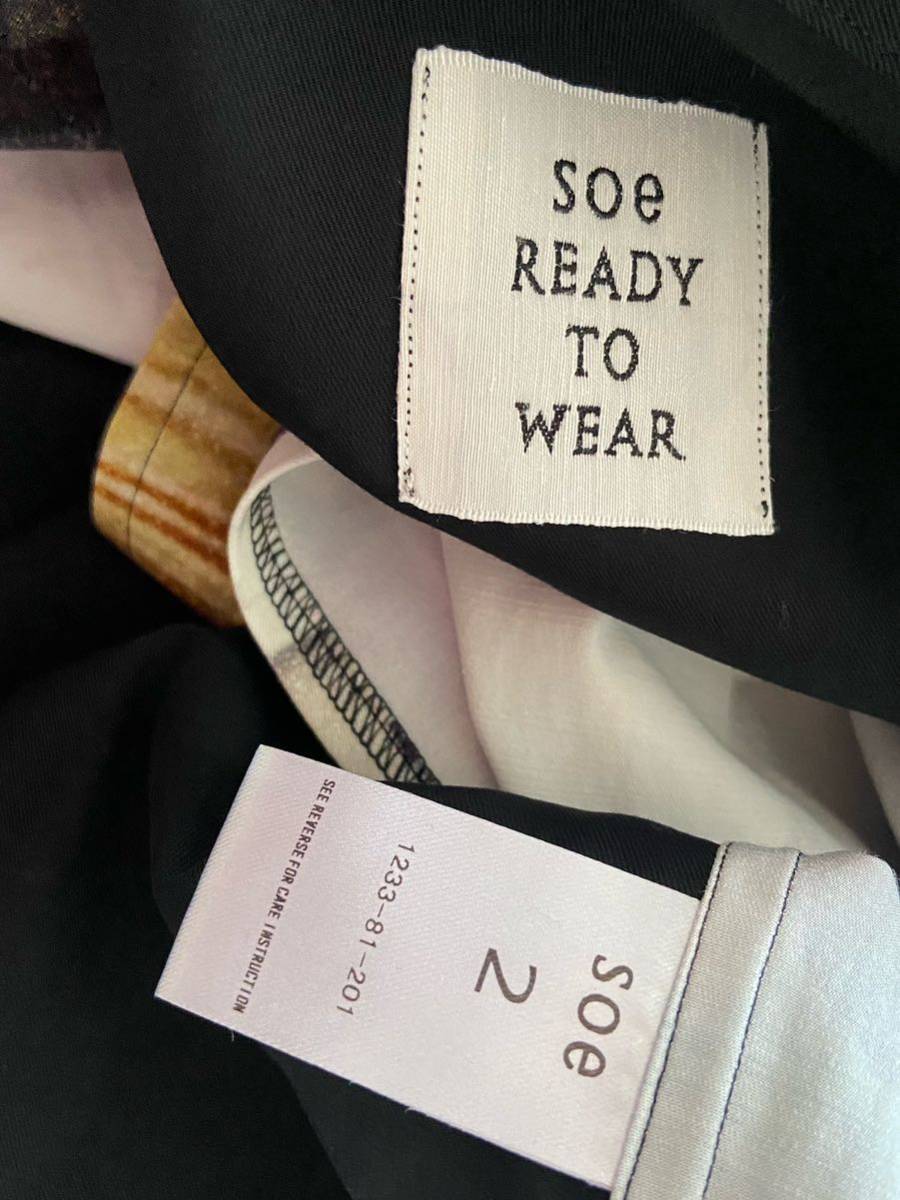 soe
READY
TO
WEAR
soe
2
1233-81-201
SEE REVERSE FOR CARE INSTRUCTION